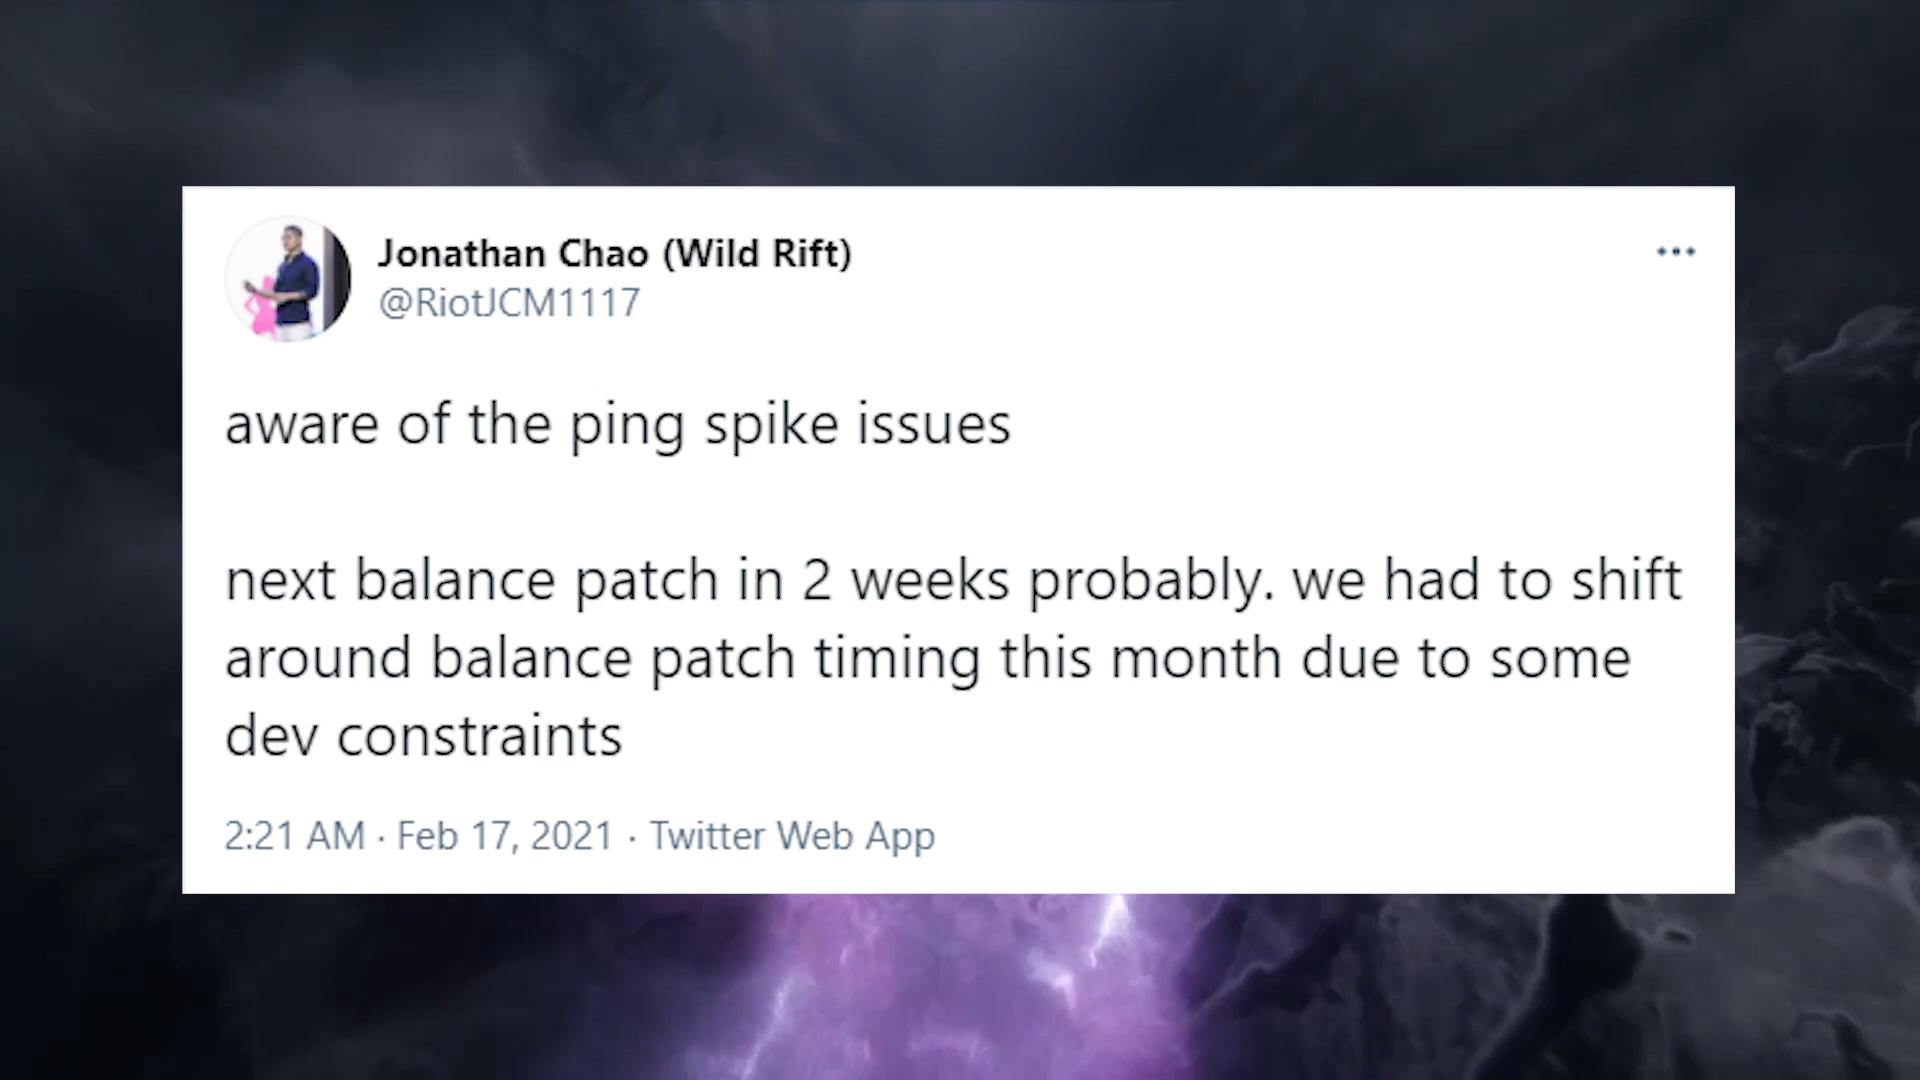 Jonathan Chao (Wild Rift)
@RiotJCM1117
aware of the ping spike issues
next balance patch in 2 weeks probably. we had to shift
around balance patch timing this month due to some
dev constraints
2:21 AM · Feb 17, 2021 · Twitter Web App